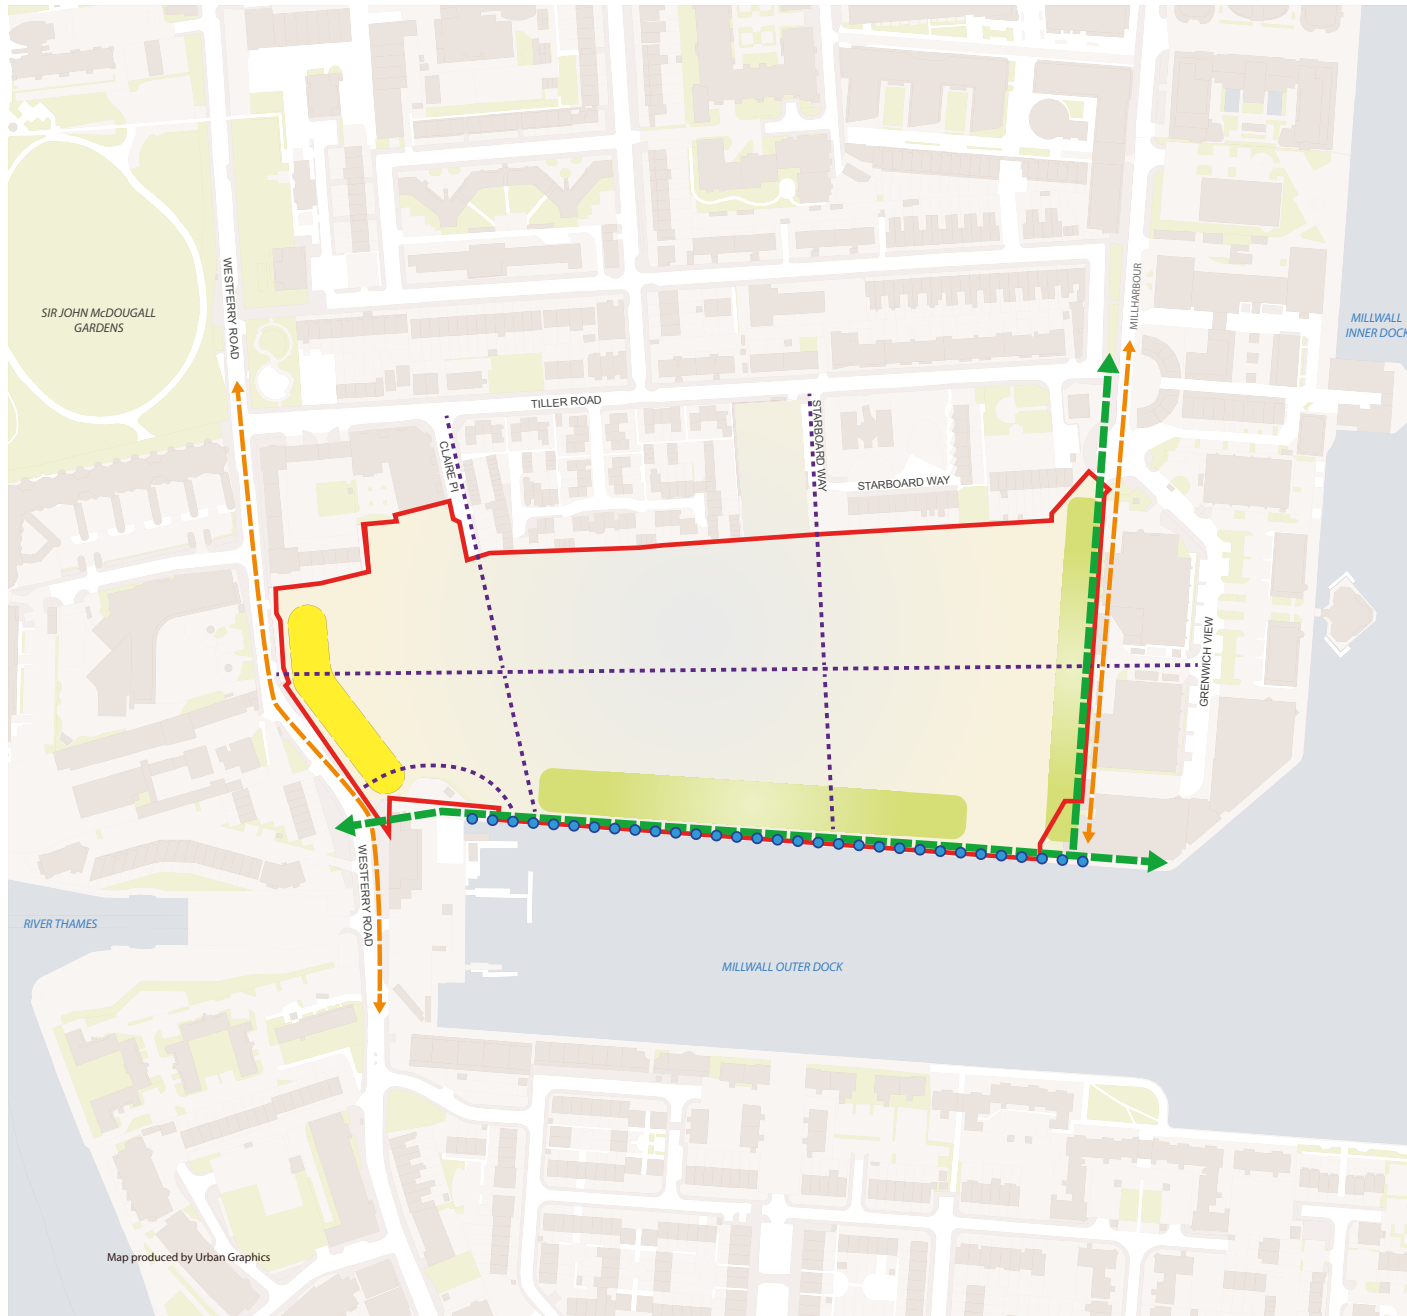 WESTFERRY ROAD
MILLHARBOUR
SIR JOHN McDOUGALL
GARDENS
MILLWALL
INNER DOCK
TILLER ROAD
STARBOARD WAY
CLAIRE Pl
STARBOARD WAY
GRENWICH VIEW
WESTFERRY ROAD
RIVER THAMES
MILLWALL OUTER DOCK
Map produced by Urban Graphics